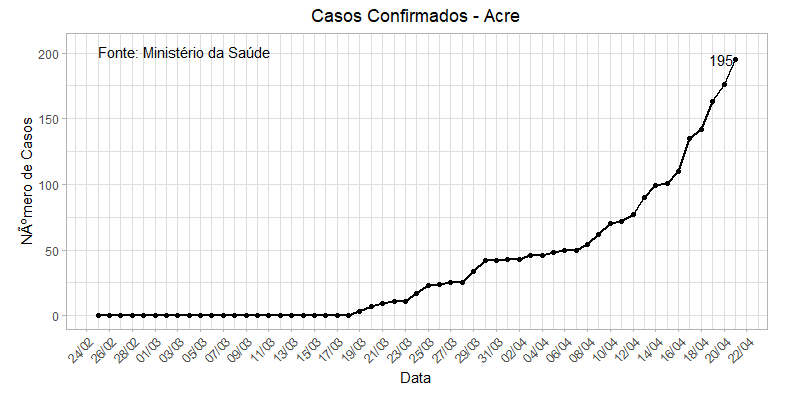 Casos Confirmados - Acre
Fonte: Ministério da Saúde
195
200
150
100
50
0
NÃºmero de Casos
24/02 26/02 28/02 01/03 03/03 05/03 07/03 09/03 11/03 13/03 15/03 17/03 19/03 21/03 23/03 25/03 27/03 29/03 31/03 02/04 04/04 06/04 08/04 10/04 12/04 14/04 16/04 18/04 20/04 22/04
Data